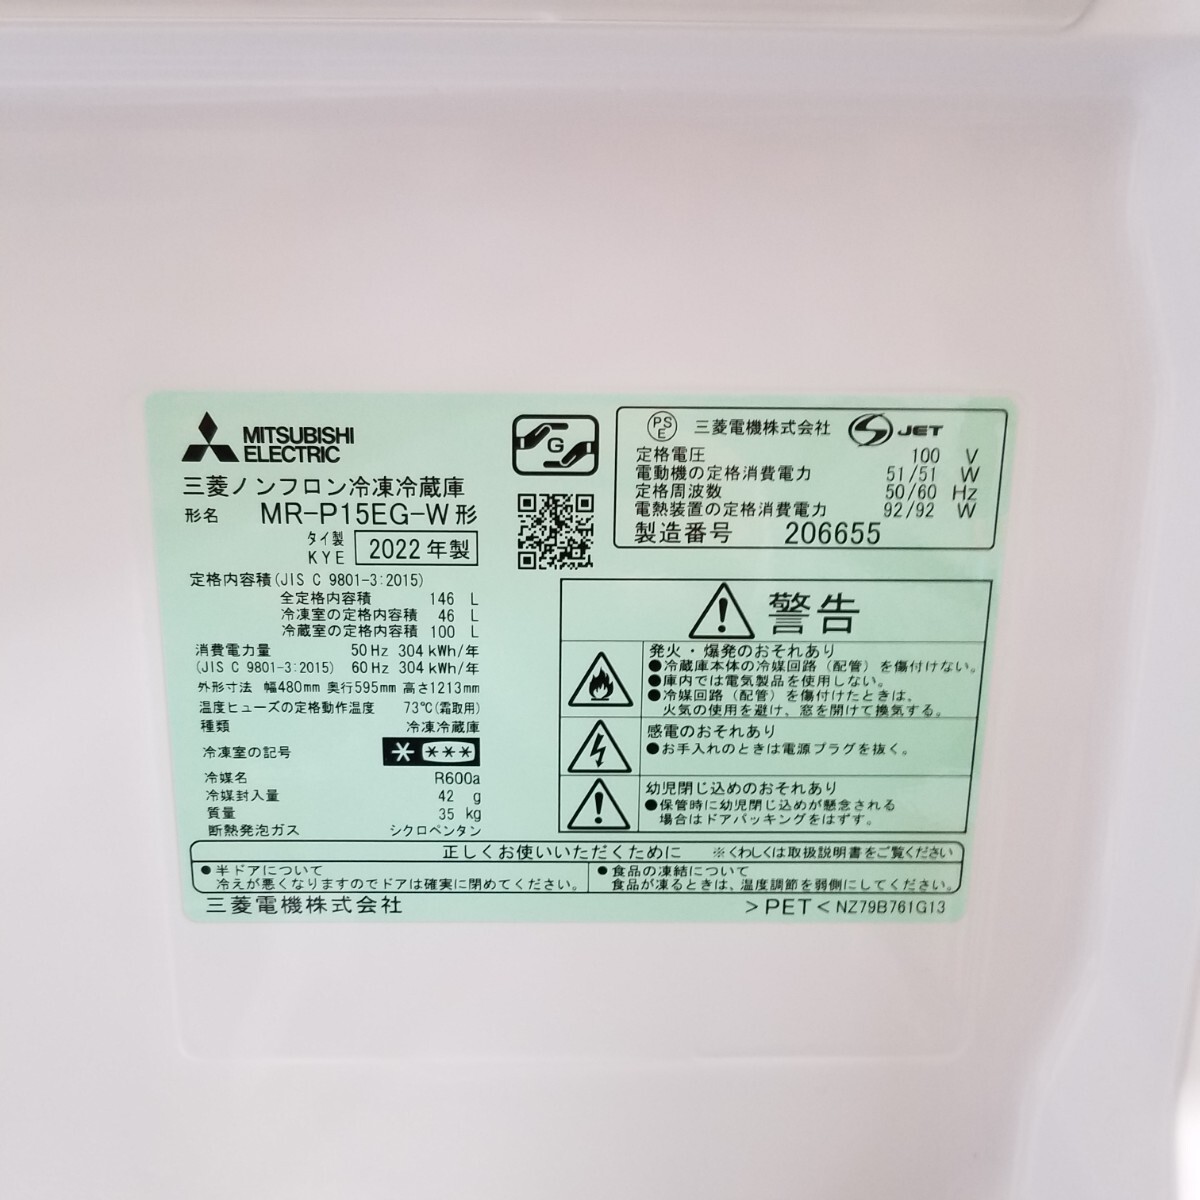 MITSUBISHI
ELECTRIC
三菱ノンフロン冷凍冷蔵庫
形名 MR-P15EG-W形
タイ製
KYE 2022年製
G
定格内容積(JIS C 9801-3:2015)
全定格内容積 146 L
冷凍室の定格内容積 46 L
冷蔵室の定格内容積 100 L
消費電力量 50Hz 304kWh/年
(JIS C 9801-3:2015) 60Hz 304kWh/年
外形寸法 幅480mm 奥行595mm 高さ1213mm
温度ヒューズの定格動作温度 73℃(霜取用)
種類 冷凍冷蔵庫
冷凍室の記号
冷媒名 R600a
冷媒封入量 42 g
質量 35 kg
断熱発泡ガス シクロペンタン
PS
E 三菱電機株式会社 JET
定格電圧 100 V
電動機の定格消費電力 51/51 W
定格周波数 50/60 Hz
電熱装置の定格消費電力 92/92 W
製造番号 206655
警告
発火・爆発のおそれあり
●冷蔵庫本体の冷媒回路(配管)を傷付けない。
●庫内では電気製品を使用しない。
●冷媒回路(配管)を傷付けたときは、
火気の使用を避け、窓を開けて換気する。
感電のおそれあり
●お手入れのときは電源プラグを抜く。
幼児閉じ込めのおそれあり
●保管時に幼児閉じ込めが懸念される
場合はドアパッキングをはずす。
正しくお使いいただくために ※くわしくは取扱説明書をご覧ください
●半ドアについて
冷えが悪くなりますのでドアは確実に閉めてください。
●食品の凍結について
食品が凍るときは、温度調節を弱側にしてください。
三菱電機株式会社 >PET< NZ79B761G13